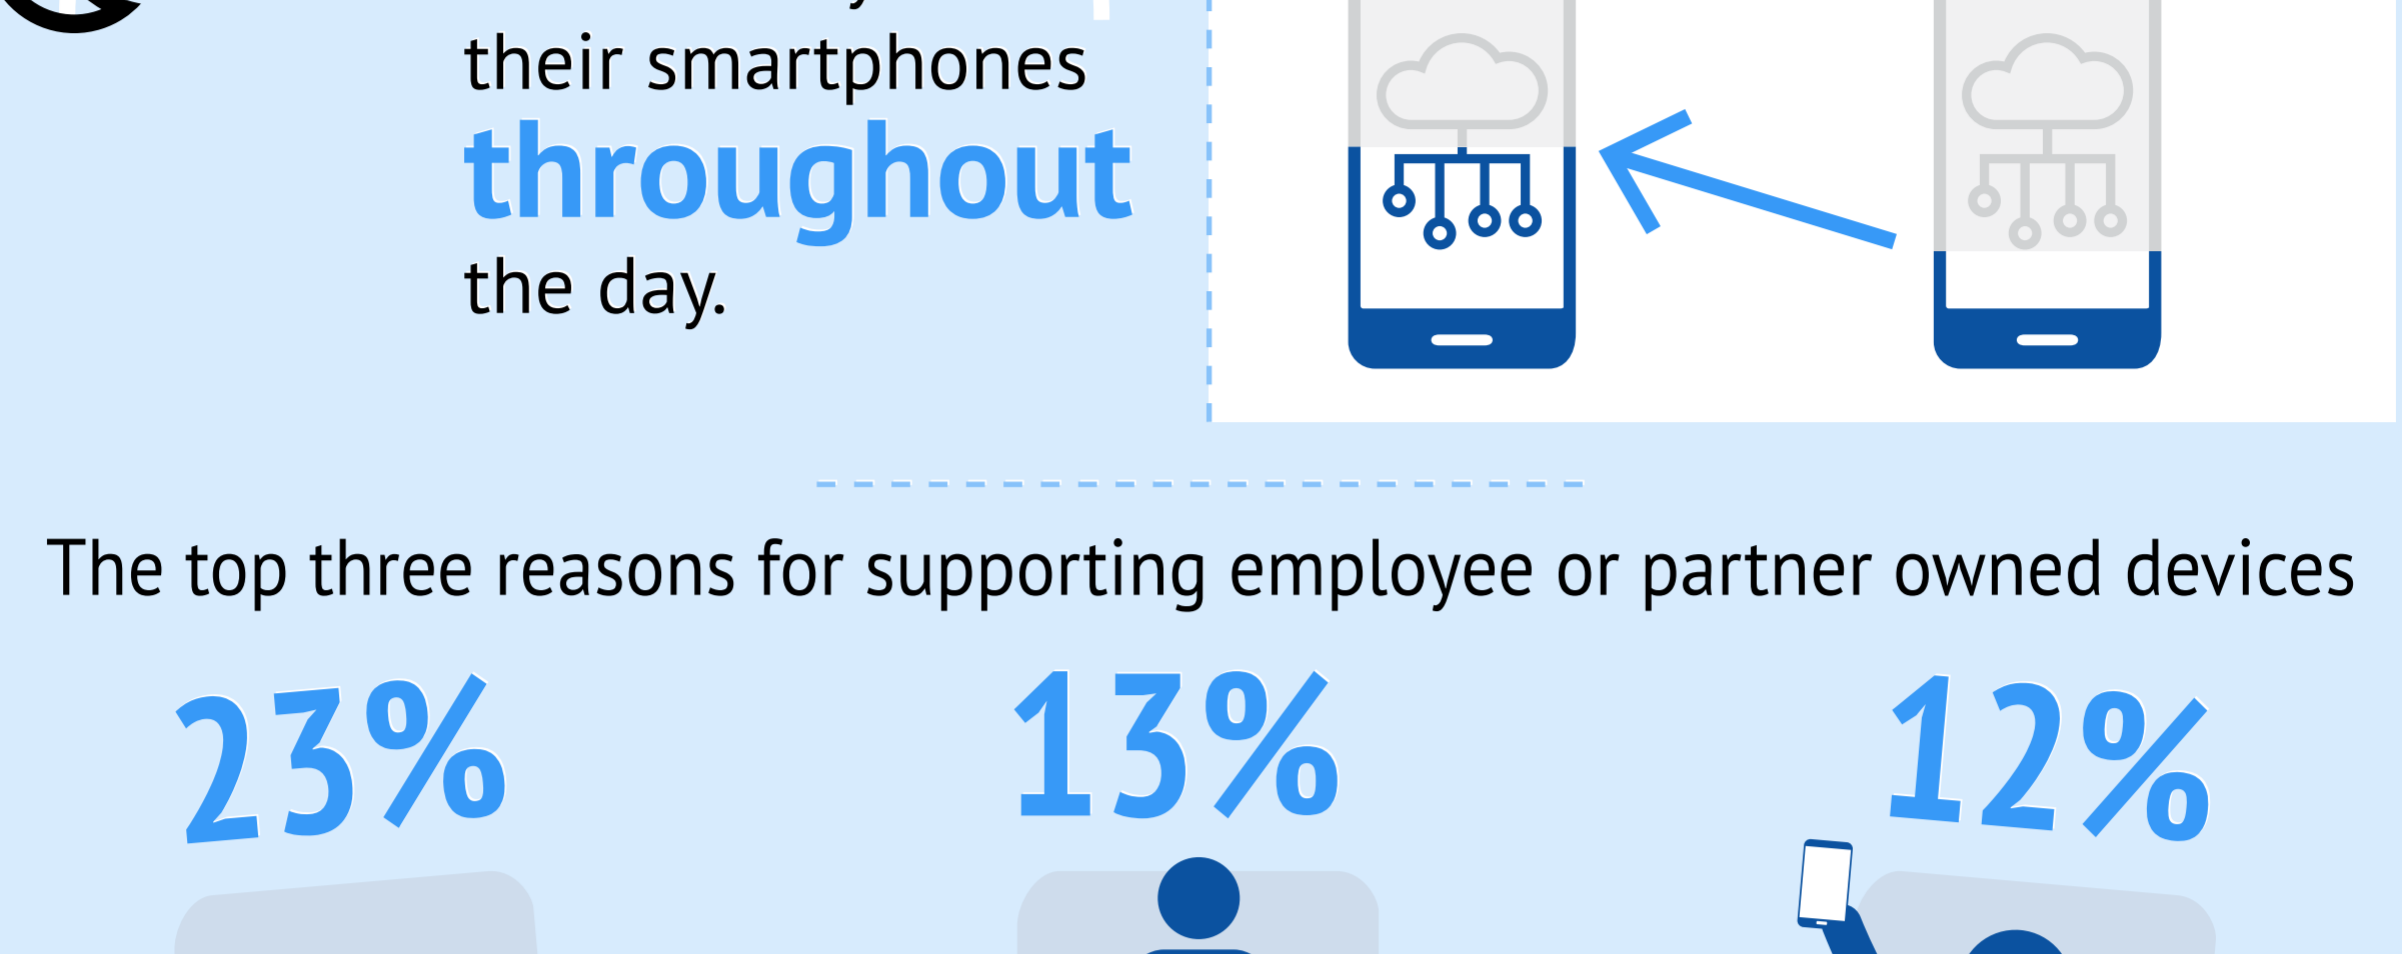 their smartphones
throughout
the day.
The top three reasons for supporting employee or partner owned devices
23%
13%
12%